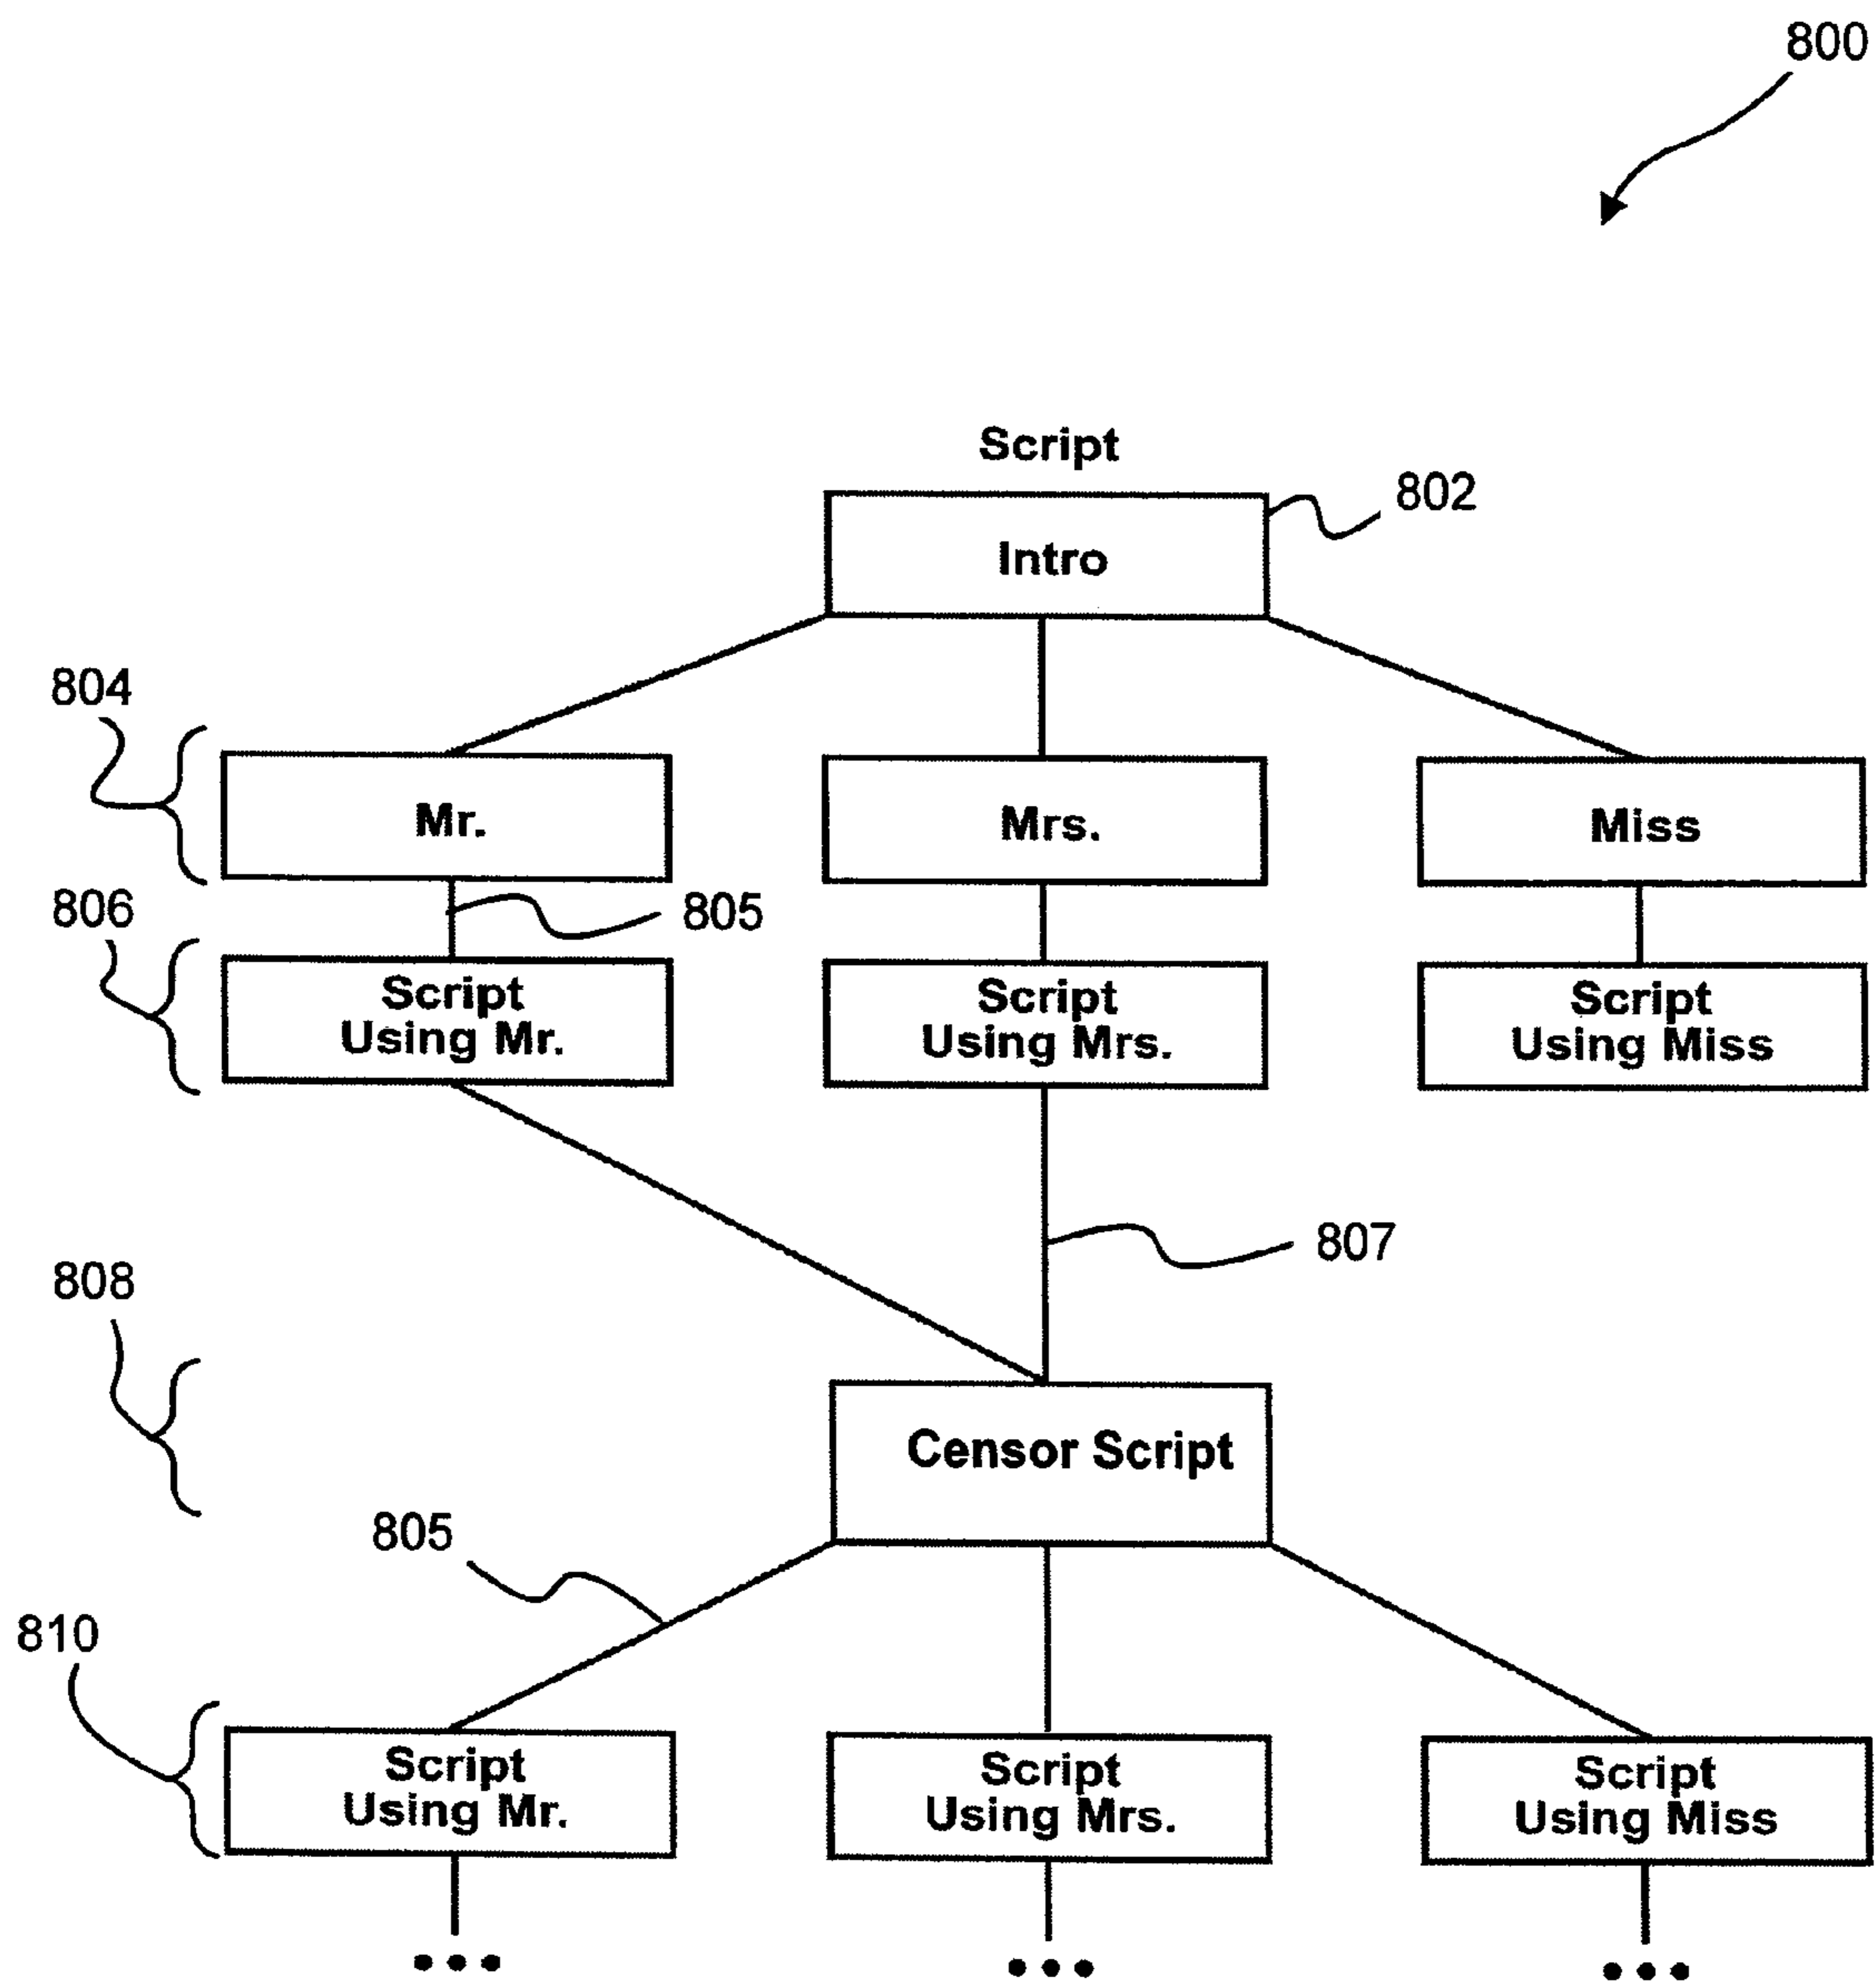 800
Script
802
Intro
804
Mr.
Mrs.
Miss
806
805
Script
Using Mr.
Script
Using Mrs.
Script
Using Miss
807
808
Censor Script
805
810
Script
Using Mr.
Script
Using Mrs.
Script
Using Miss
...
...
...